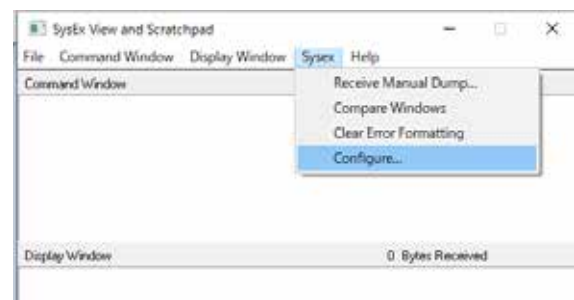 SysEx View and Scratchpad
File Command Window Display Window Sysex Help
Command Window
Receive Manual Dump...
Compare Windows
Clear Error Formatting
Configure...
Display Window 0 Bytes Received